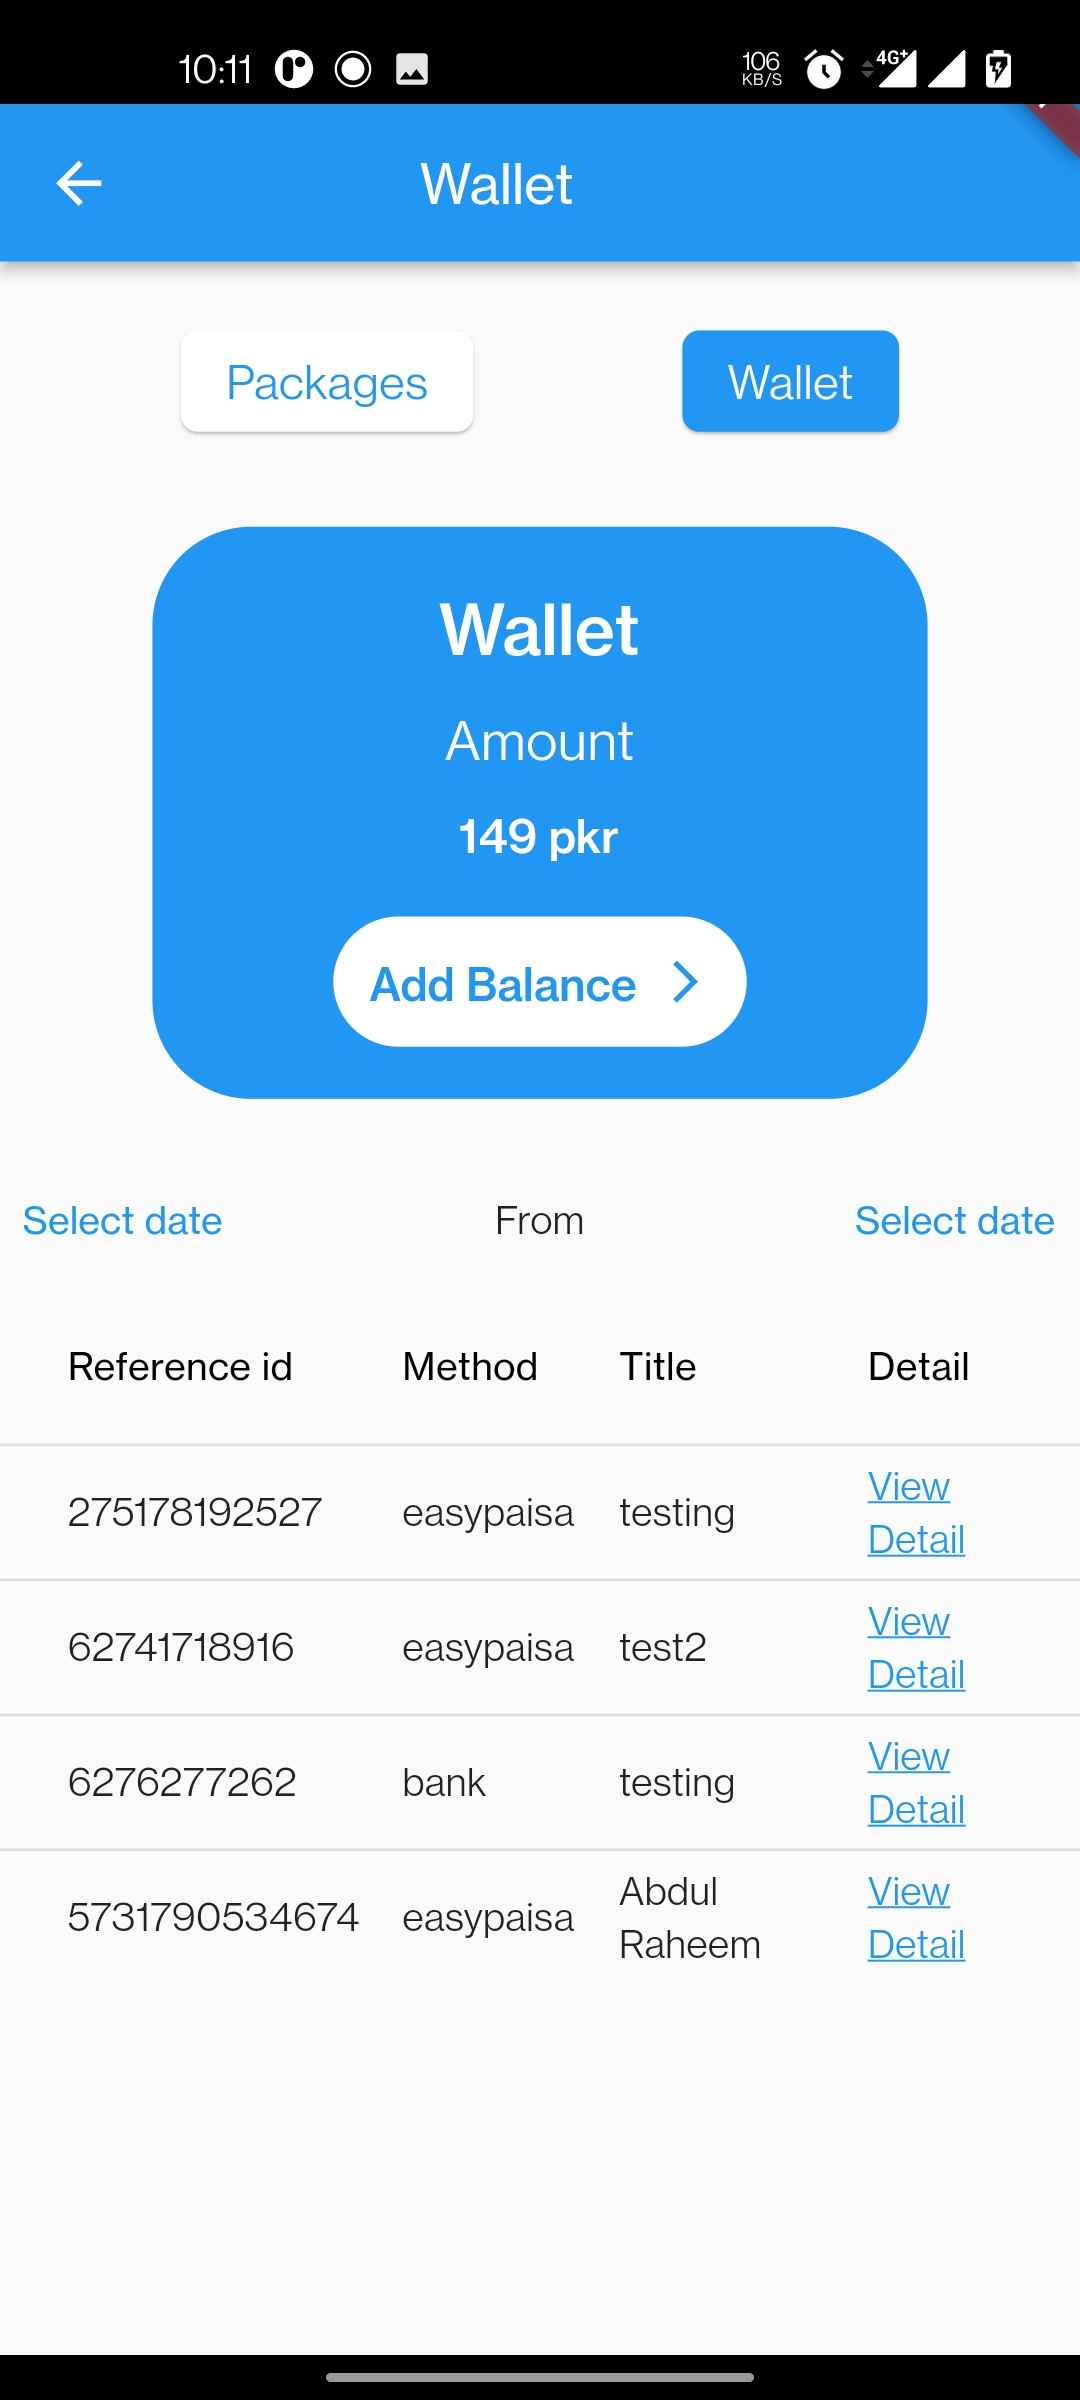 10:11
106
KB/S
4G+
Wallet
Packages
Wallet
Wallet
Amount
149 pkr
Add Balance
Select date From Select date
Reference id Method Title Detail
275178192527 easypaisa testing View
Detail
62741718916 easypaisa test2 View
Detail
6276277262 bank testing View
Detail
5731790534674 easypaisa Abdul
Raheem View
Detail